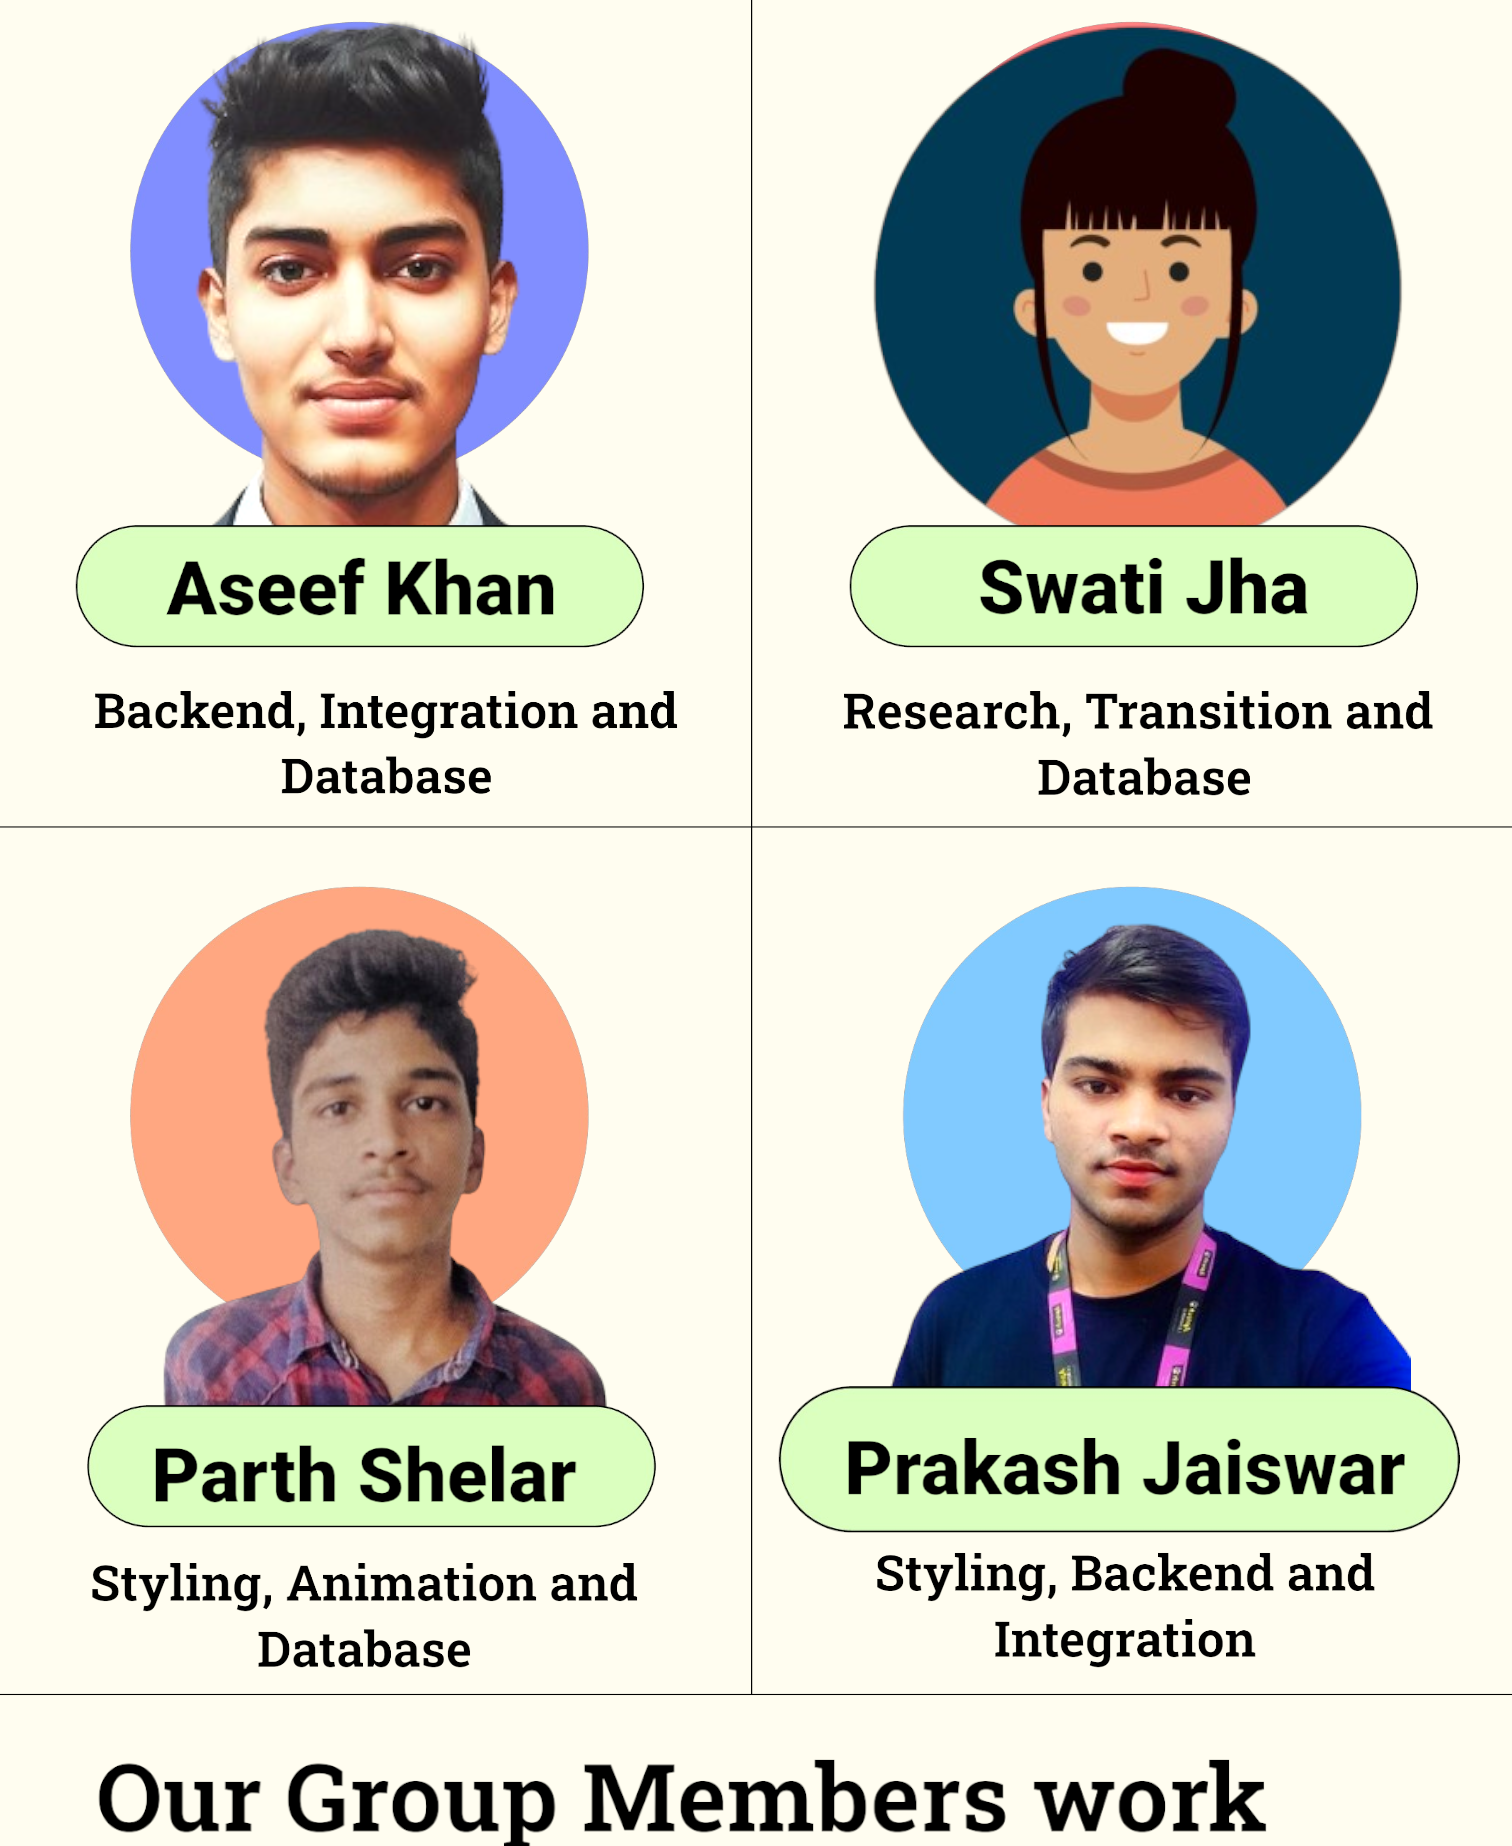 Aseef Khan
Backend, Integration and
Database
Swati Jha
Research, Transition and
Database
Parth Shelar
Styling, Animation and
Database
Prakash Jaiswar
Styling, Backend and
Integration
Our Group Members work